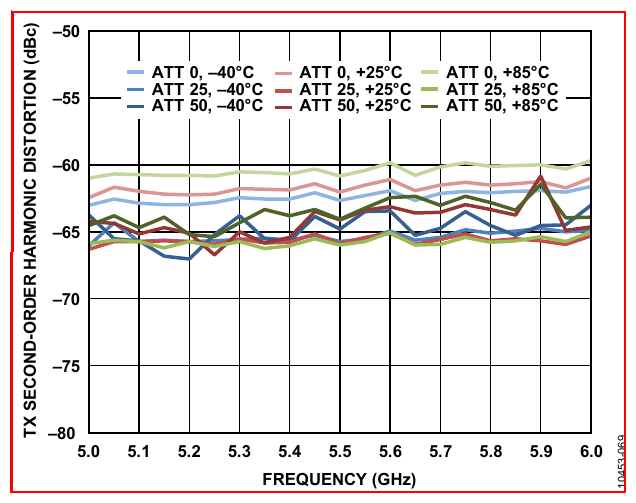 TX SECOND-ORDER HARMONIC DISTORTION (dBc)
–50
–55
–60
–65
–70
–75
–80
ATT 0, –40°C
ATT 0, +25°C
ATT 0, +85°C
ATT 25, –40°C
ATT 25, +25°C
ATT 25, +85°C
ATT 50, –40°C
ATT 50, +25°C
ATT 50, +85°C
5.0
5.1
5.2
5.3
5.4
5.5
5.6
5.7
5.8
5.9
6.0
FREQUENCY (GHz)
10453-069